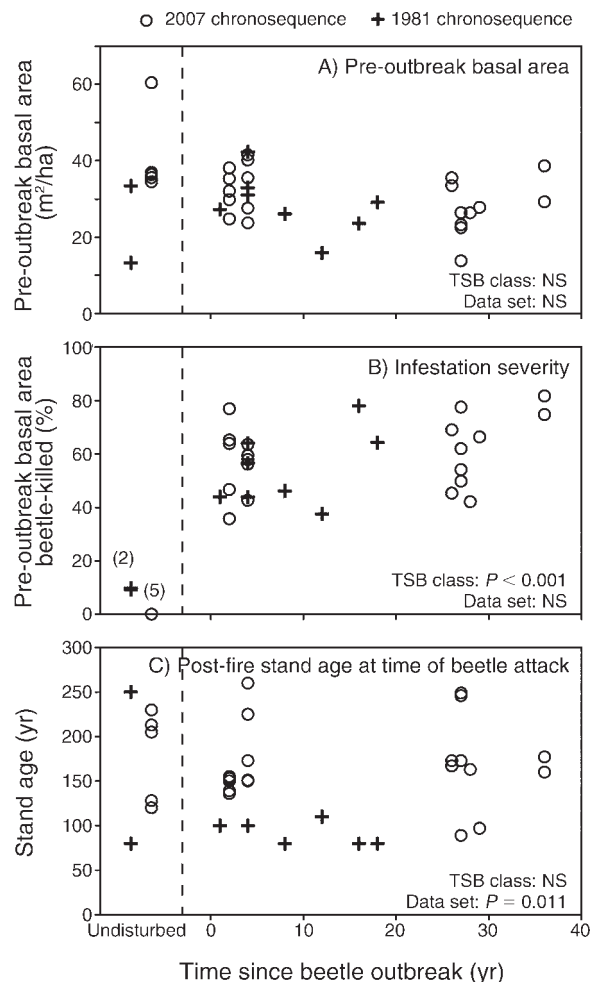 2007 chronosequence 1981 chronosequence
A) Pre-outbreak basal area
Pre-outbreak basal area
(m²/ha)
60
40
20
0
TSB class: NS
Data set: NS
B) Infestation severity
Pre-outbreak basal area
beetle-killed (%)
100
80
60
40
20
0
(2)
(5)
TSB class: P < 0.001
Data set: NS
C) Post-fire stand age at time of beetle attack
Stand age (yr)
300
250
200
150
100
50
0
TSB class: NS
Data set: P = 0.011
Undisturbed 0 10 20 30 40
Time since beetle outbreak (yr)